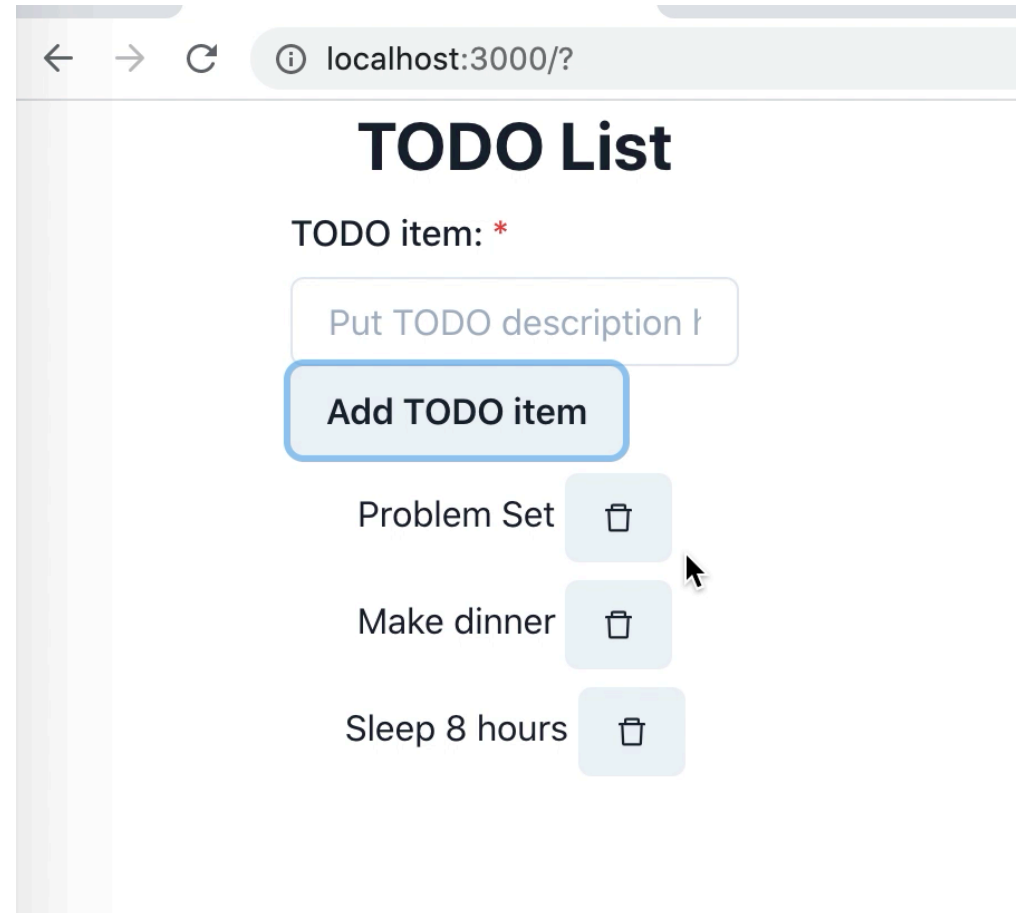 localhost:3000/?
TODO List
TODO item: *
Put TODO description
Add TODO item
Problem Set
Make dinner
Sleep 8 hours